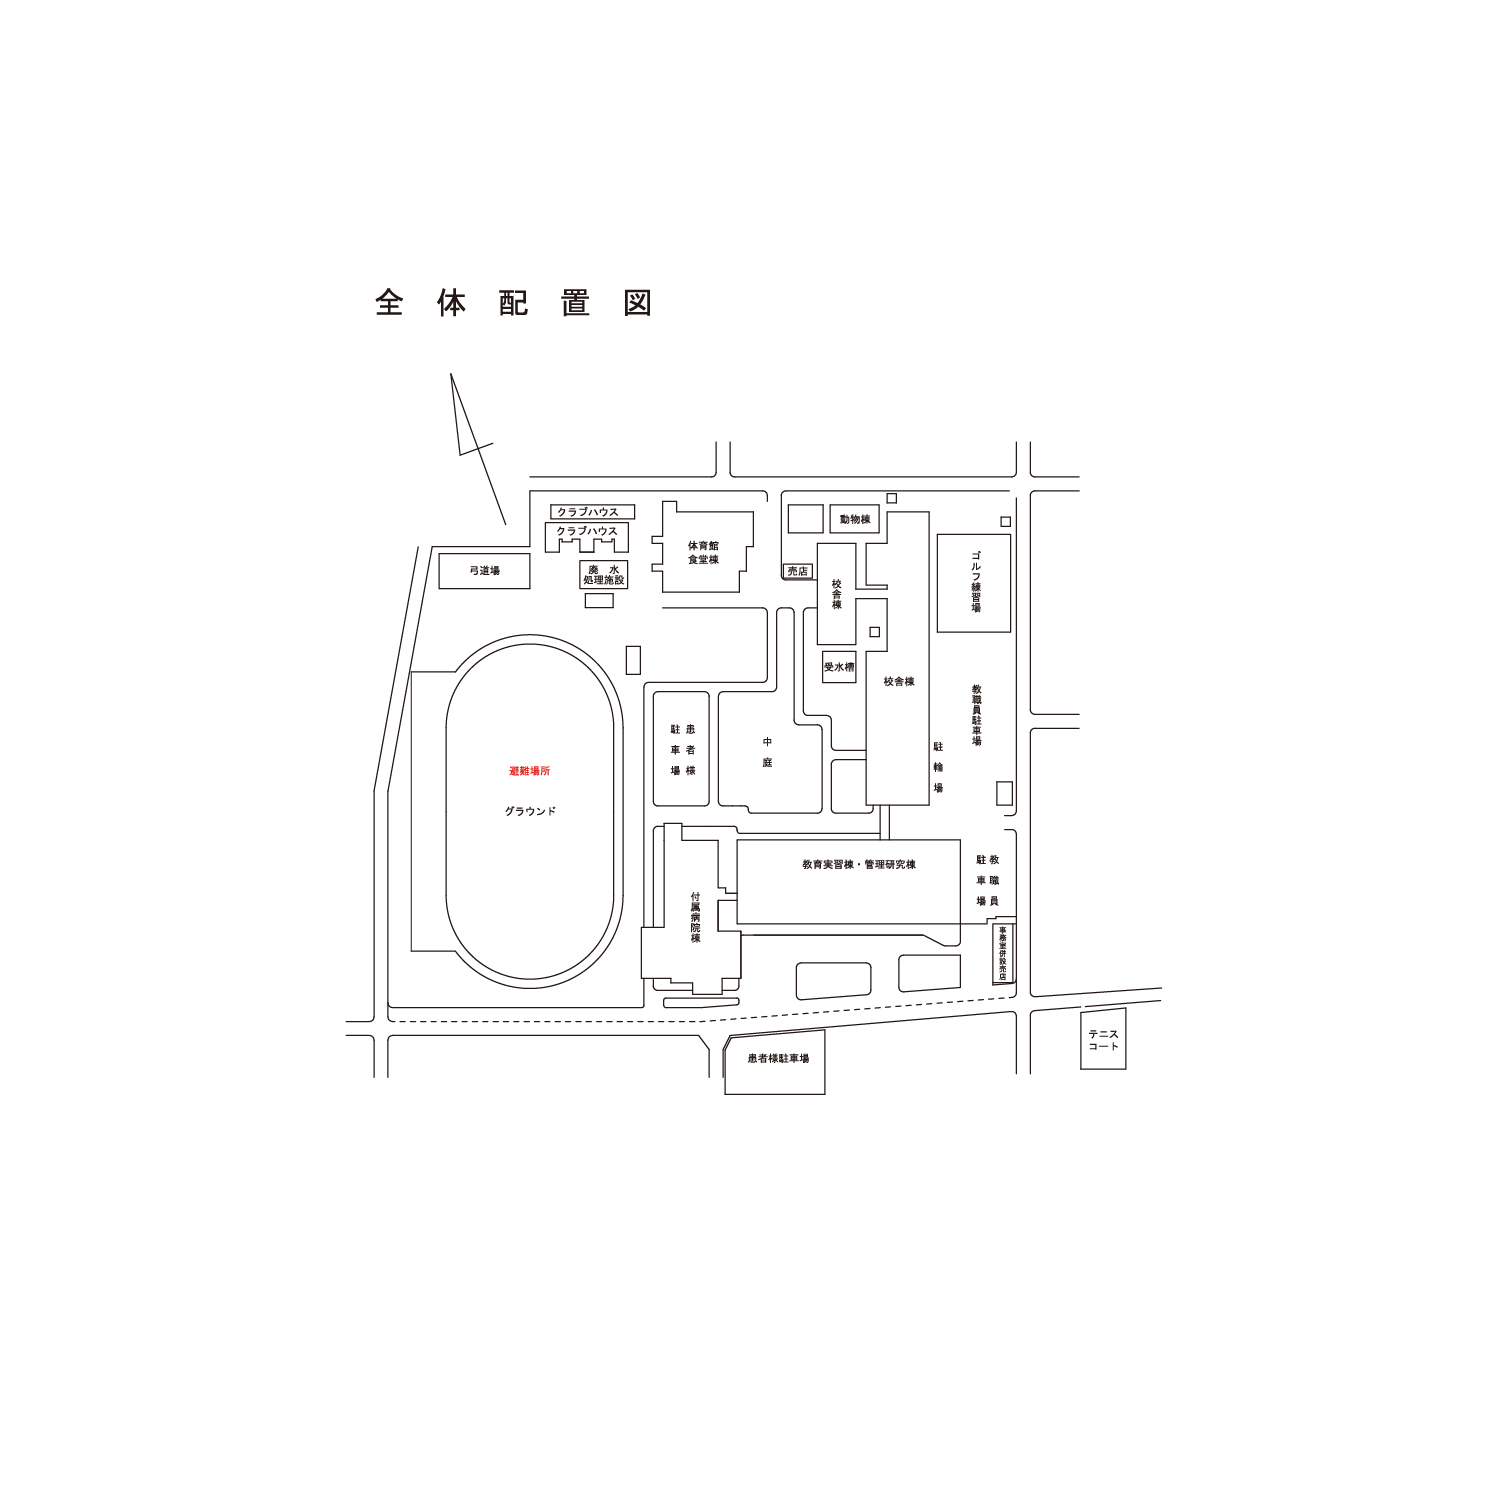 全体配置図
クラブハウス
クラブハウス
体育館
食堂棟
動物棟
弓道場
廃水
処理施設
売店
校舎棟
ゴルフ練習場
受水槽
校舎棟
教職員駐車場
患者様
駐車場
中庭
駐輪場
避難場所
グラウンド
教育実習棟・管理研究棟
教職員
駐車場
付属病院棟
事務室併設売店
テニス
コート
患者様駐車場